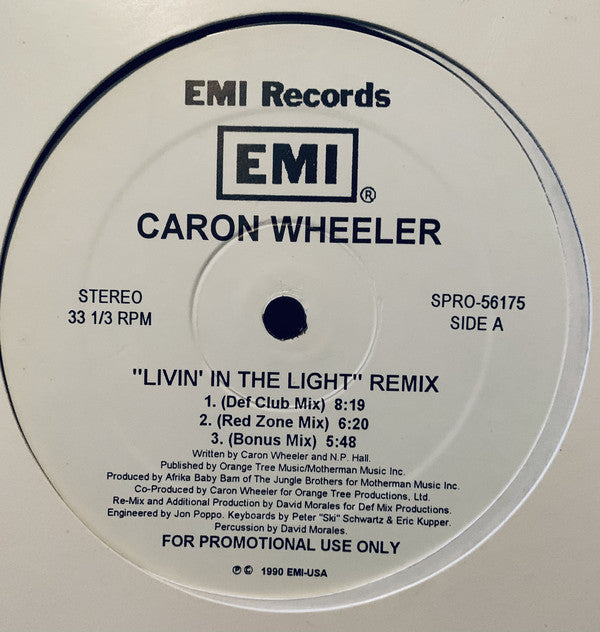 EMI Records
EMI
®
CARON WHEELER
STEREO
33 1/3 RPM
SPRO-56175
SIDE A
"LIVIN' IN THE LIGHT" REMIX
1. (Def Club Mix) 8:19
2. (Red Zone Mix) 6:20
3. (Bonus Mix) 5:48
Written by Caron Wheeler and N.P. Hall.
Published by Orange Tree Music/Motherman Music Inc.
Produced by Afrika Baby Bam of The Jungle Brothers for Motherman Music Inc.
Co-Produced by Caron Wheeler for Orange Tree Productions, Ltd.
Re-Mix and Additional Production by David Morales for Def Mix Productions.
Engineered by Jon Poppo. Keyboards by Peter "Ski" Schwartz & Eric Kupper.
Percussion by David Morales.
FOR PROMOTIONAL USE ONLY
℗ © 1990 EMI-USA